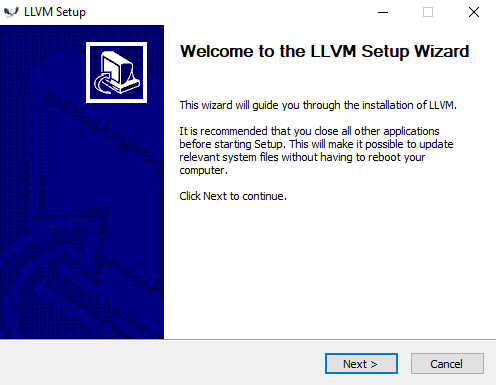 LLVM Setup
Welcome to the LLVM Setup Wizard
This wizard will guide you through the installation of LLVM.
It is recommended that you close all other applications
before starting Setup. This will make it possible to update
relevant system files without having to reboot your
computer.
Click Next to continue.
Next >
Cancel